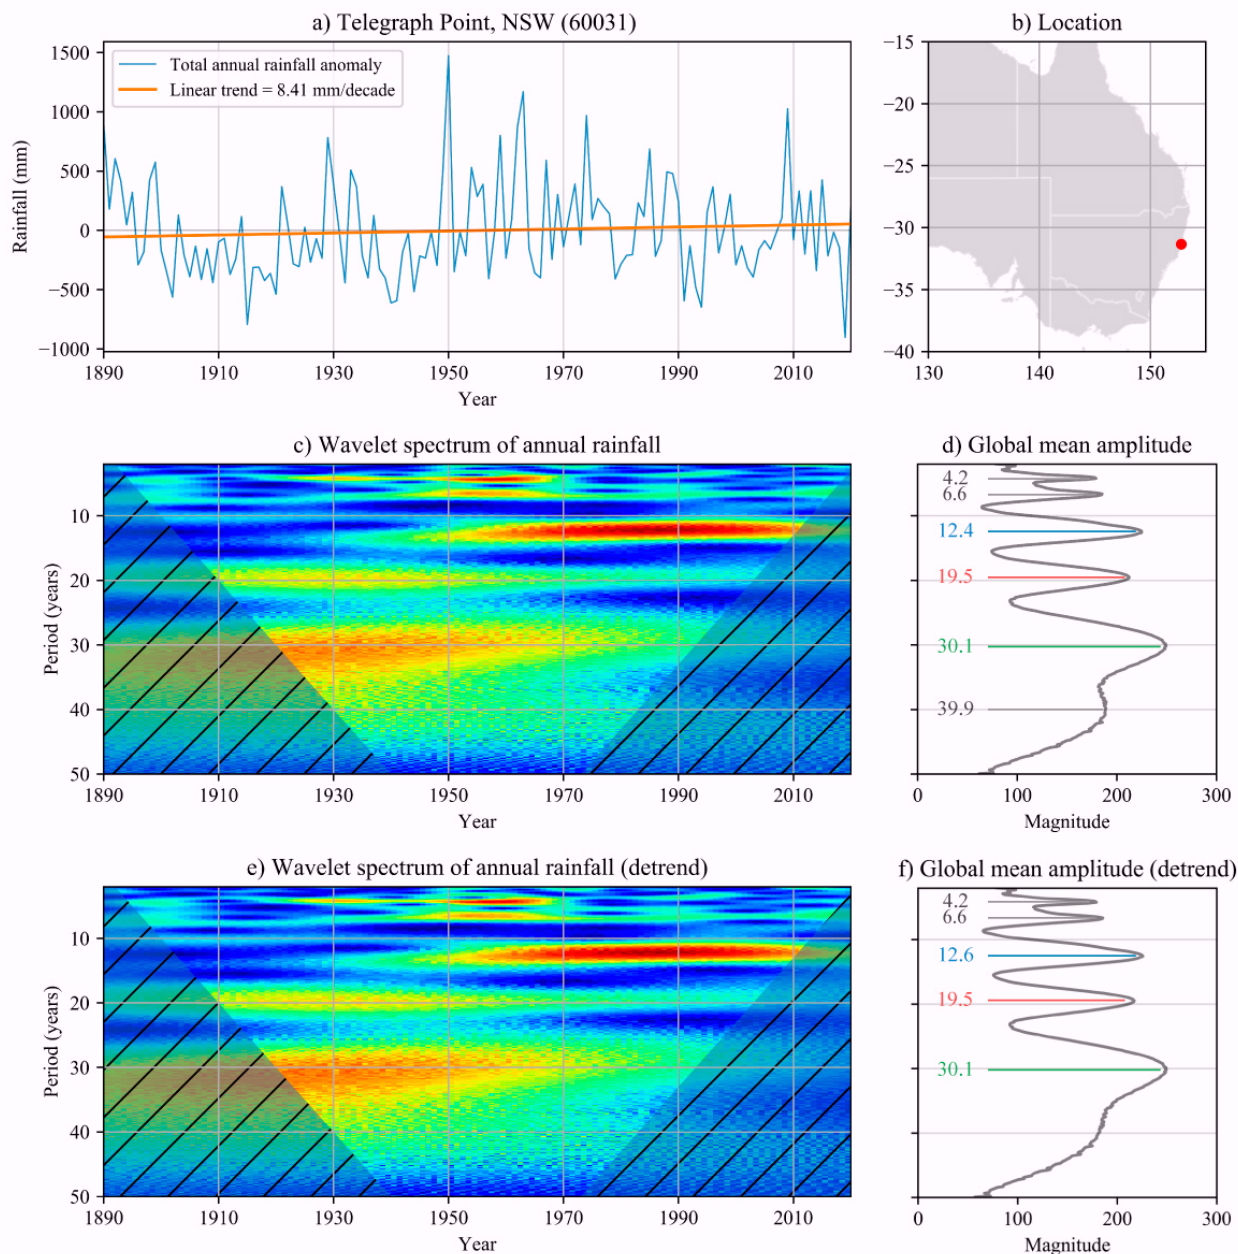 a) Telegraph Point, NSW (60031)
Total annual rainfall anomaly
Linear trend = 8.41 mm/decade
1500
1000
500
0
−500
−1000
Rainfall (mm)
1890 1910 1930 1950 1970 1990 2010
Year
b) Location
−15
−20
−25
−30
−35
−40
130 140 150
c) Wavelet spectrum of annual rainfall
10
20
30
40
50
Period (years)
1890 1910 1930 1950 1970 1990 2010
Year
d) Global mean amplitude
4.2
6.6
12.4
19.5
30.1
39.9
0 100 200 300
Magnitude
e) Wavelet spectrum of annual rainfall (detrend)
10
20
30
40
50
Period (years)
1890 1910 1930 1950 1970 1990 2010
Year
f) Global mean amplitude (detrend)
4.2
6.6
12.6
19.5
30.1
0 100 200 300
Magnitude